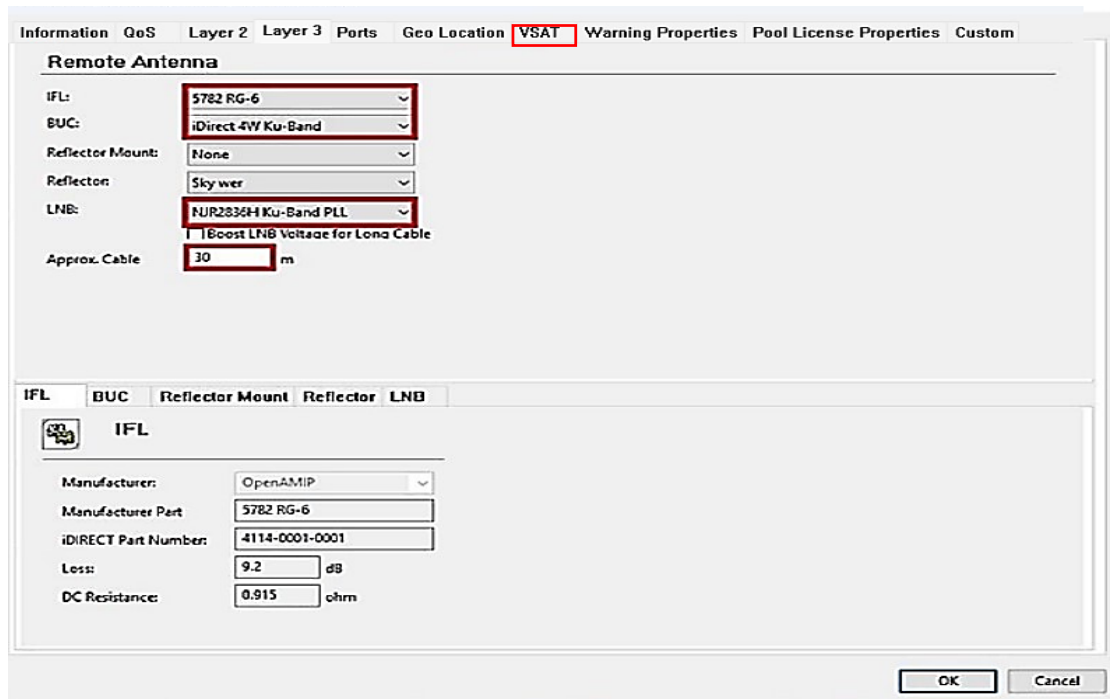 Information QoS Layer 2 Layer 3 Ports Geo Location VSAT Warning Properties Pool License Properties Custom
Remote Antenna
IFL: 5782 RG-6
BUC: iDirect 4W Ku-Band
Reflector Mount: None
Reflector: Sky wer
LNB: NJR2836H Ku-Band PLL
Boost LNB Voltage for Long Cable
Approx. Cable 30 m
IFL BUC Reflector Mount Reflector LNB
IFL
Manufacturer: OpenAMIP
Manufacturer Part 5782 RG-6
iDIRECT Part Number: 4114-0001-0001
Loss: 9.2 dB
DC Resistance: 0.915 ohm
OK Cancel